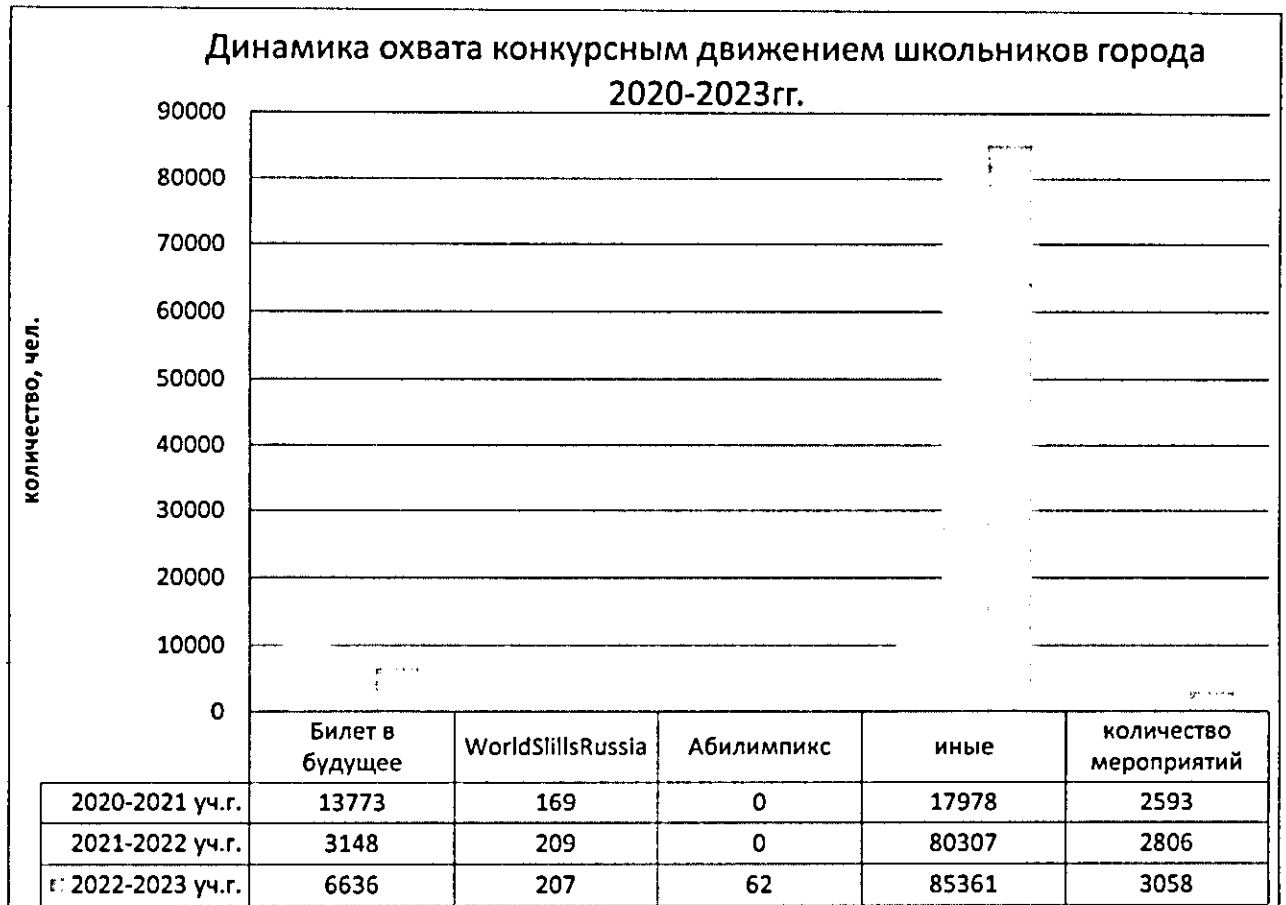 Динамика охвата конкурсным движением школьников города
2020-2023гг.
количество, чел.
90000
80000
70000
60000
50000
40000
30000
20000
10000
0
Билет в будущее WorldSlillsRussia Абилимпикс иные количество мероприятий
2020-2021 уч.г. 13773 169 0 17978 2593
2021-2022 уч.г. 3148 209 0 80307 2806
2022-2023 уч.г. 6636 207 62 85361 3058